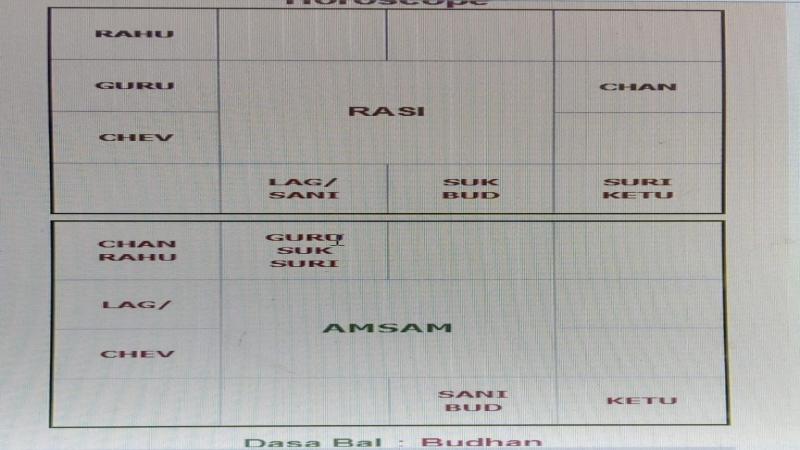 Horoscope
RAHU
GURU
CHAN
RASI
CHEV
LAG/
SANI
SUK
BUD
SURI
KETU
CHAN
RAHU
GURU
SUK
SURI
LAG/
AMSAM
CHEV
SANI
BUD
KETU
Dasa Bal : Budhan